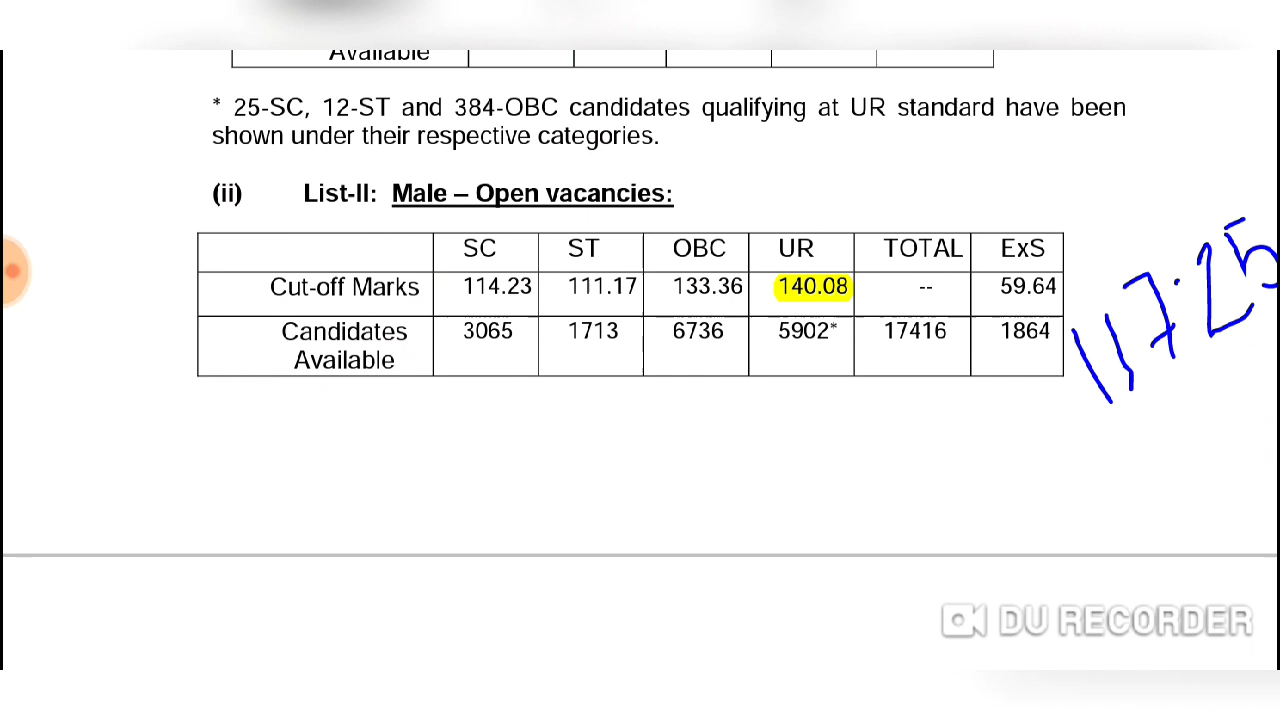 Available
* 25-SC, 12-ST and 384-OBC candidates qualifying at UR standard have been
shown under their respective categories.
(ii) List-II: Male – Open vacancies:
SC ST OBC UR TOTAL ExS
Cut-off Marks 114.23 111.17 133.36 140.08 -- 59.64
Candidates Available 3065 1713 6736 5902* 17416 1864
117.25
DU RECORDER